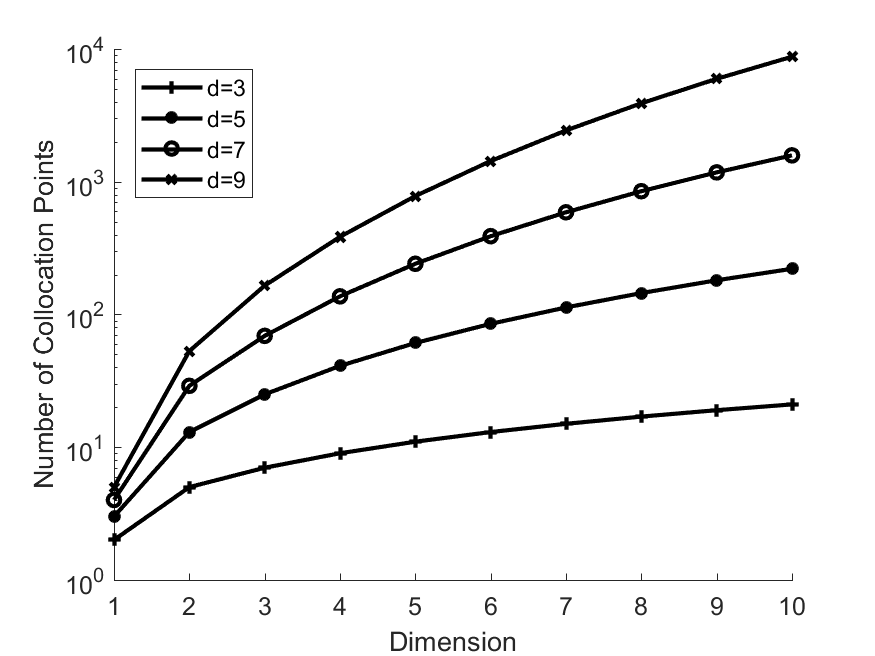 10^4
10^3
10^2
10^1
10^0
Number of Collocation Points
d=3
d=5
d=7
d=9
1 2 3 4 5 6 7 8 9 10
Dimension